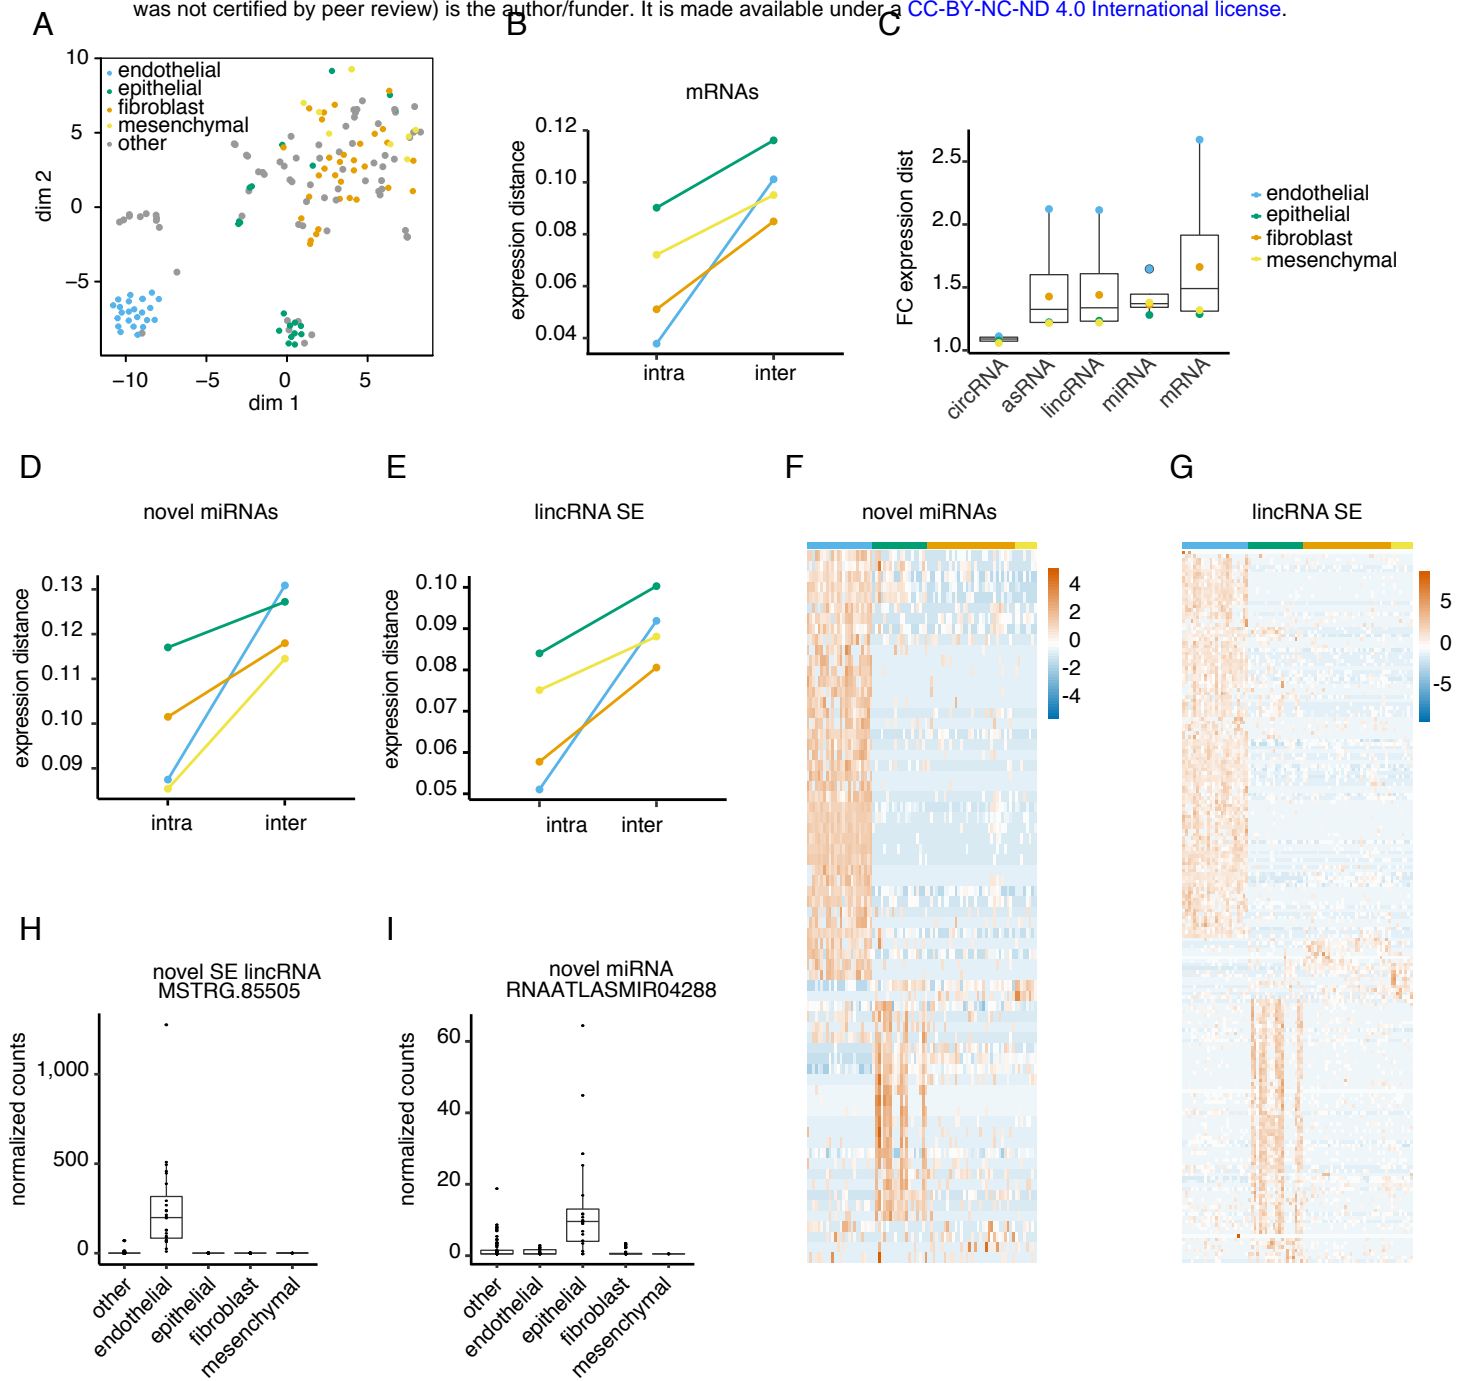 was not certified by peer review) is the author/funder. It is made available under a CC-BY-NC-ND 4.0 International license.
A
10
5
0
−5
dim 2
endothelial
epithelial
fibroblast
mesenchymal
other
−10
−5
0
5
dim 1
B
mRNAs
expression distance
0.12
0.10
0.08
0.06
0.04
intra
inter
C
FC expression dist
2.5
2.0
1.5
1.0
circRNA
asRNA
lincRNA
miRNA
mRNA
endothelial
epithelial
fibroblast
mesenchymal
D
novel miRNAs
expression distance
0.13
0.12
0.11
0.10
0.09
intra
inter
E
lincRNA SE
expression distance
0.10
0.09
0.08
0.07
0.06
0.05
intra
inter
F
novel miRNAs
4
2
0
-2
-4
G
lincRNA SE
5
0
-5
H
novel SE lincRNA
MSTRG.85505
normalized counts
1,000
500
0
other
endothelial
epithelial
fibroblast
mesenchymal
I
novel miRNA
RNAATLASMIR04288
normalized counts
60
40
20
0
other
endothelial
epithelial
fibroblast
mesenchymal